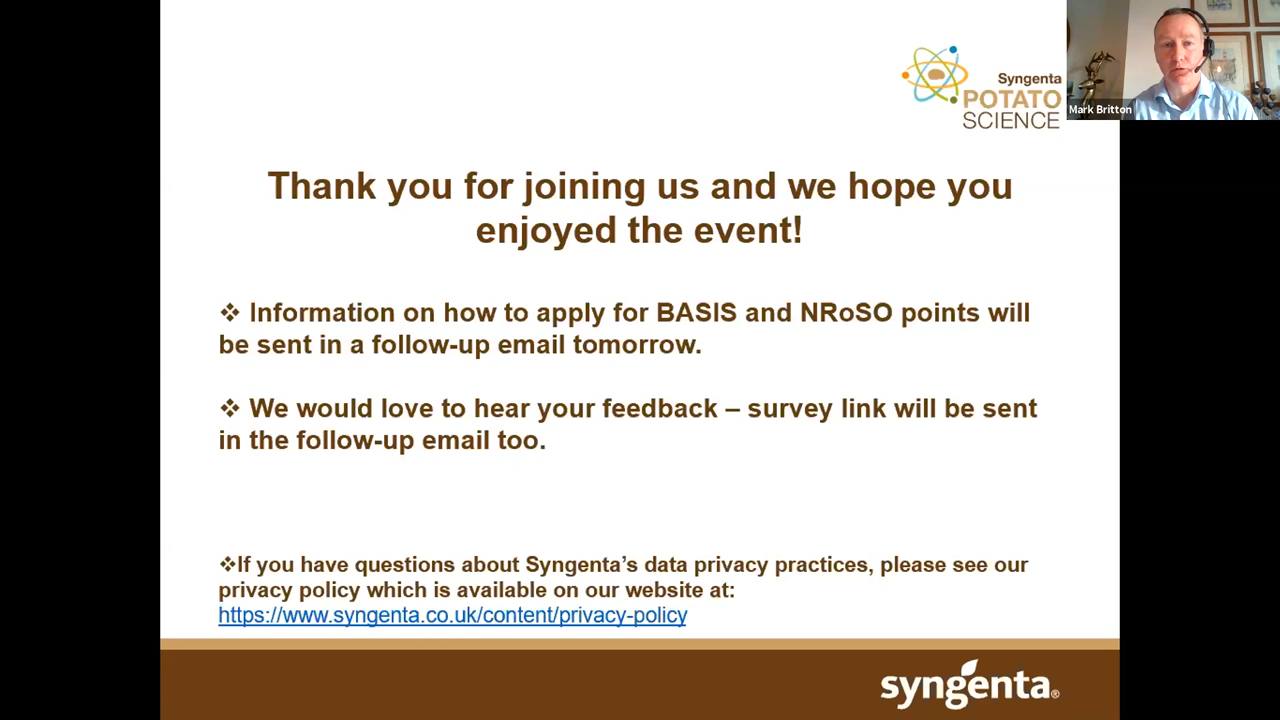 Syngenta
POTATO
SCIENCE
Mark Britton
Thank you for joining us and we hope you
enjoyed the event!
❖ Information on how to apply for BASIS and NRoSO points will
be sent in a follow-up email tomorrow.
❖ We would love to hear your feedback – survey link will be sent
in the follow-up email too.
❖If you have questions about Syngenta’s data privacy practices, please see our
privacy policy which is available on our website at:
https://www.syngenta.co.uk/content/privacy-policy
syngenta®